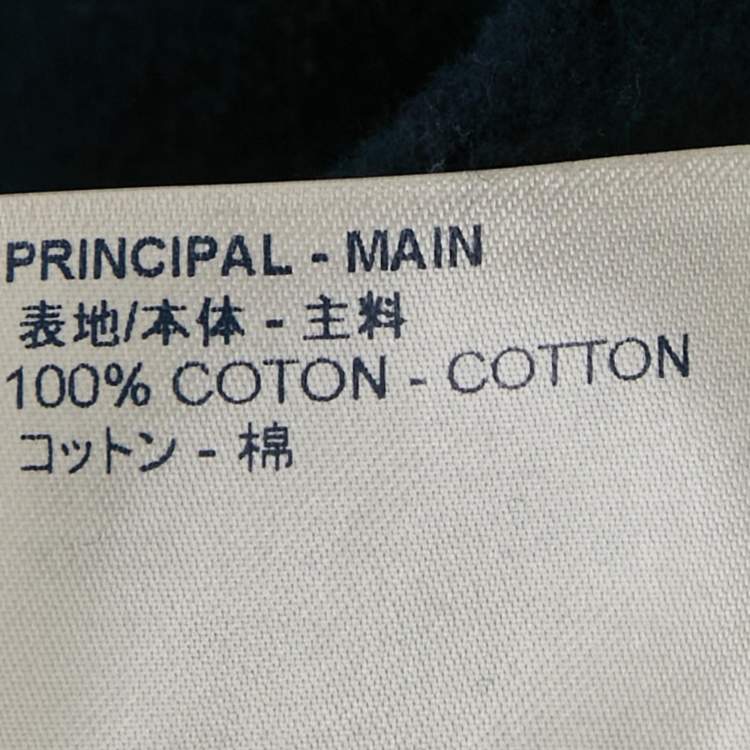 PRINCIPAL - MAIN
表地/本体 - 主料
100% COTON - COTTON
コットン - 棉